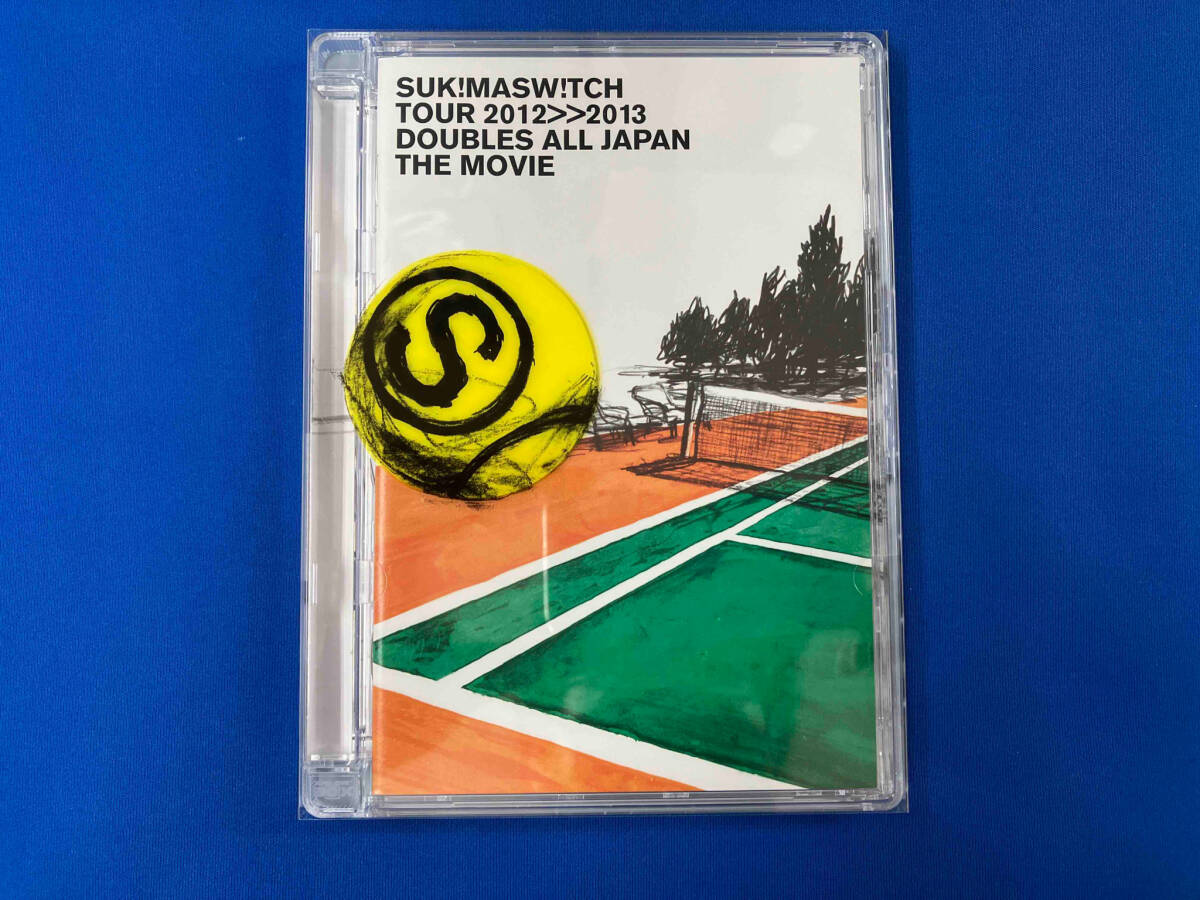 SUK!MASW!TCH
TOUR 2012>>2013
DOUBLES ALL JAPAN
THE MOVIE
S